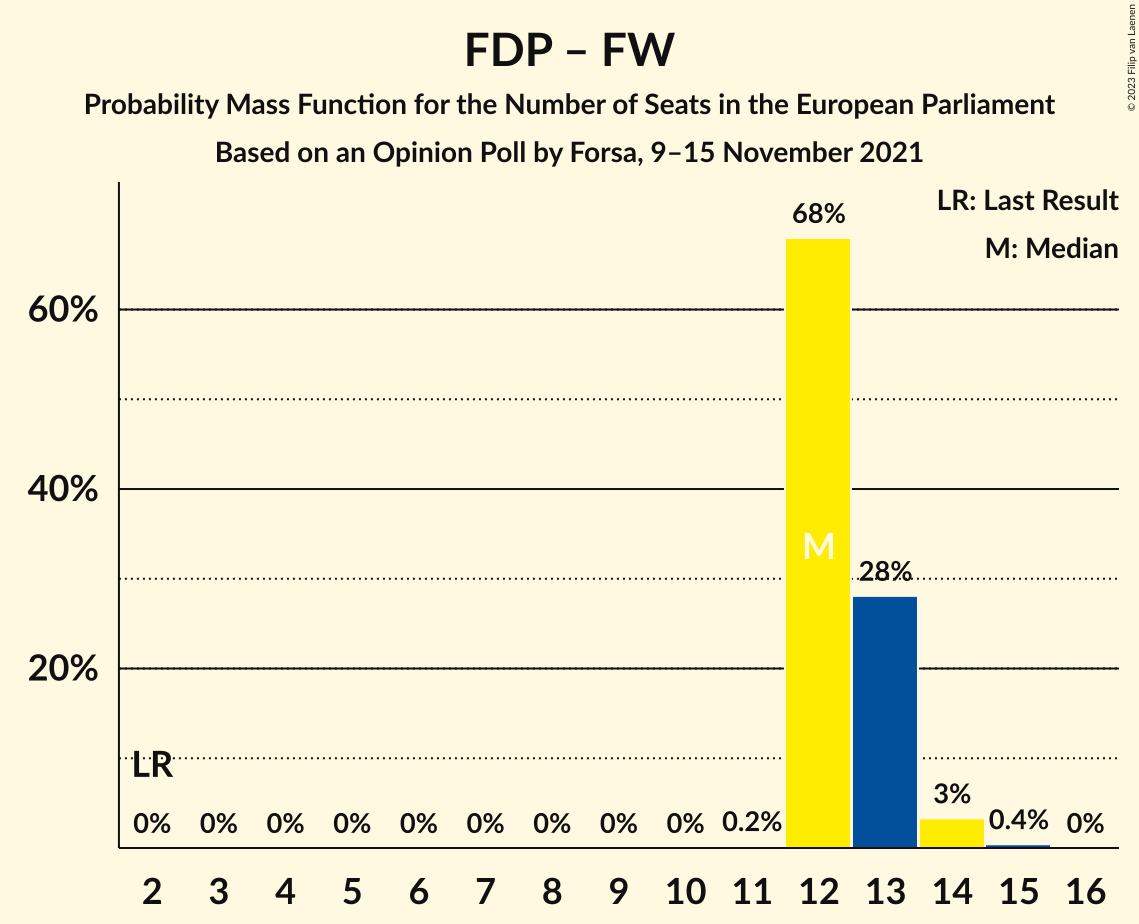 FDP – FW
Probability Mass Function for the Number of Seats in the European Parliament
Based on an Opinion Poll by Forsa, 9–15 November 2021
© 2023 Filip van Laenen
LR: Last Result
M: Median
68%
60%
40%
M
28%
20%
LR
3%
0% 0% 0% 0% 0% 0% 0% 0% 0% 0.2% 0.4% 0%
2 3 4 5 6 7 8 9 10 11 12 13 14 15 16